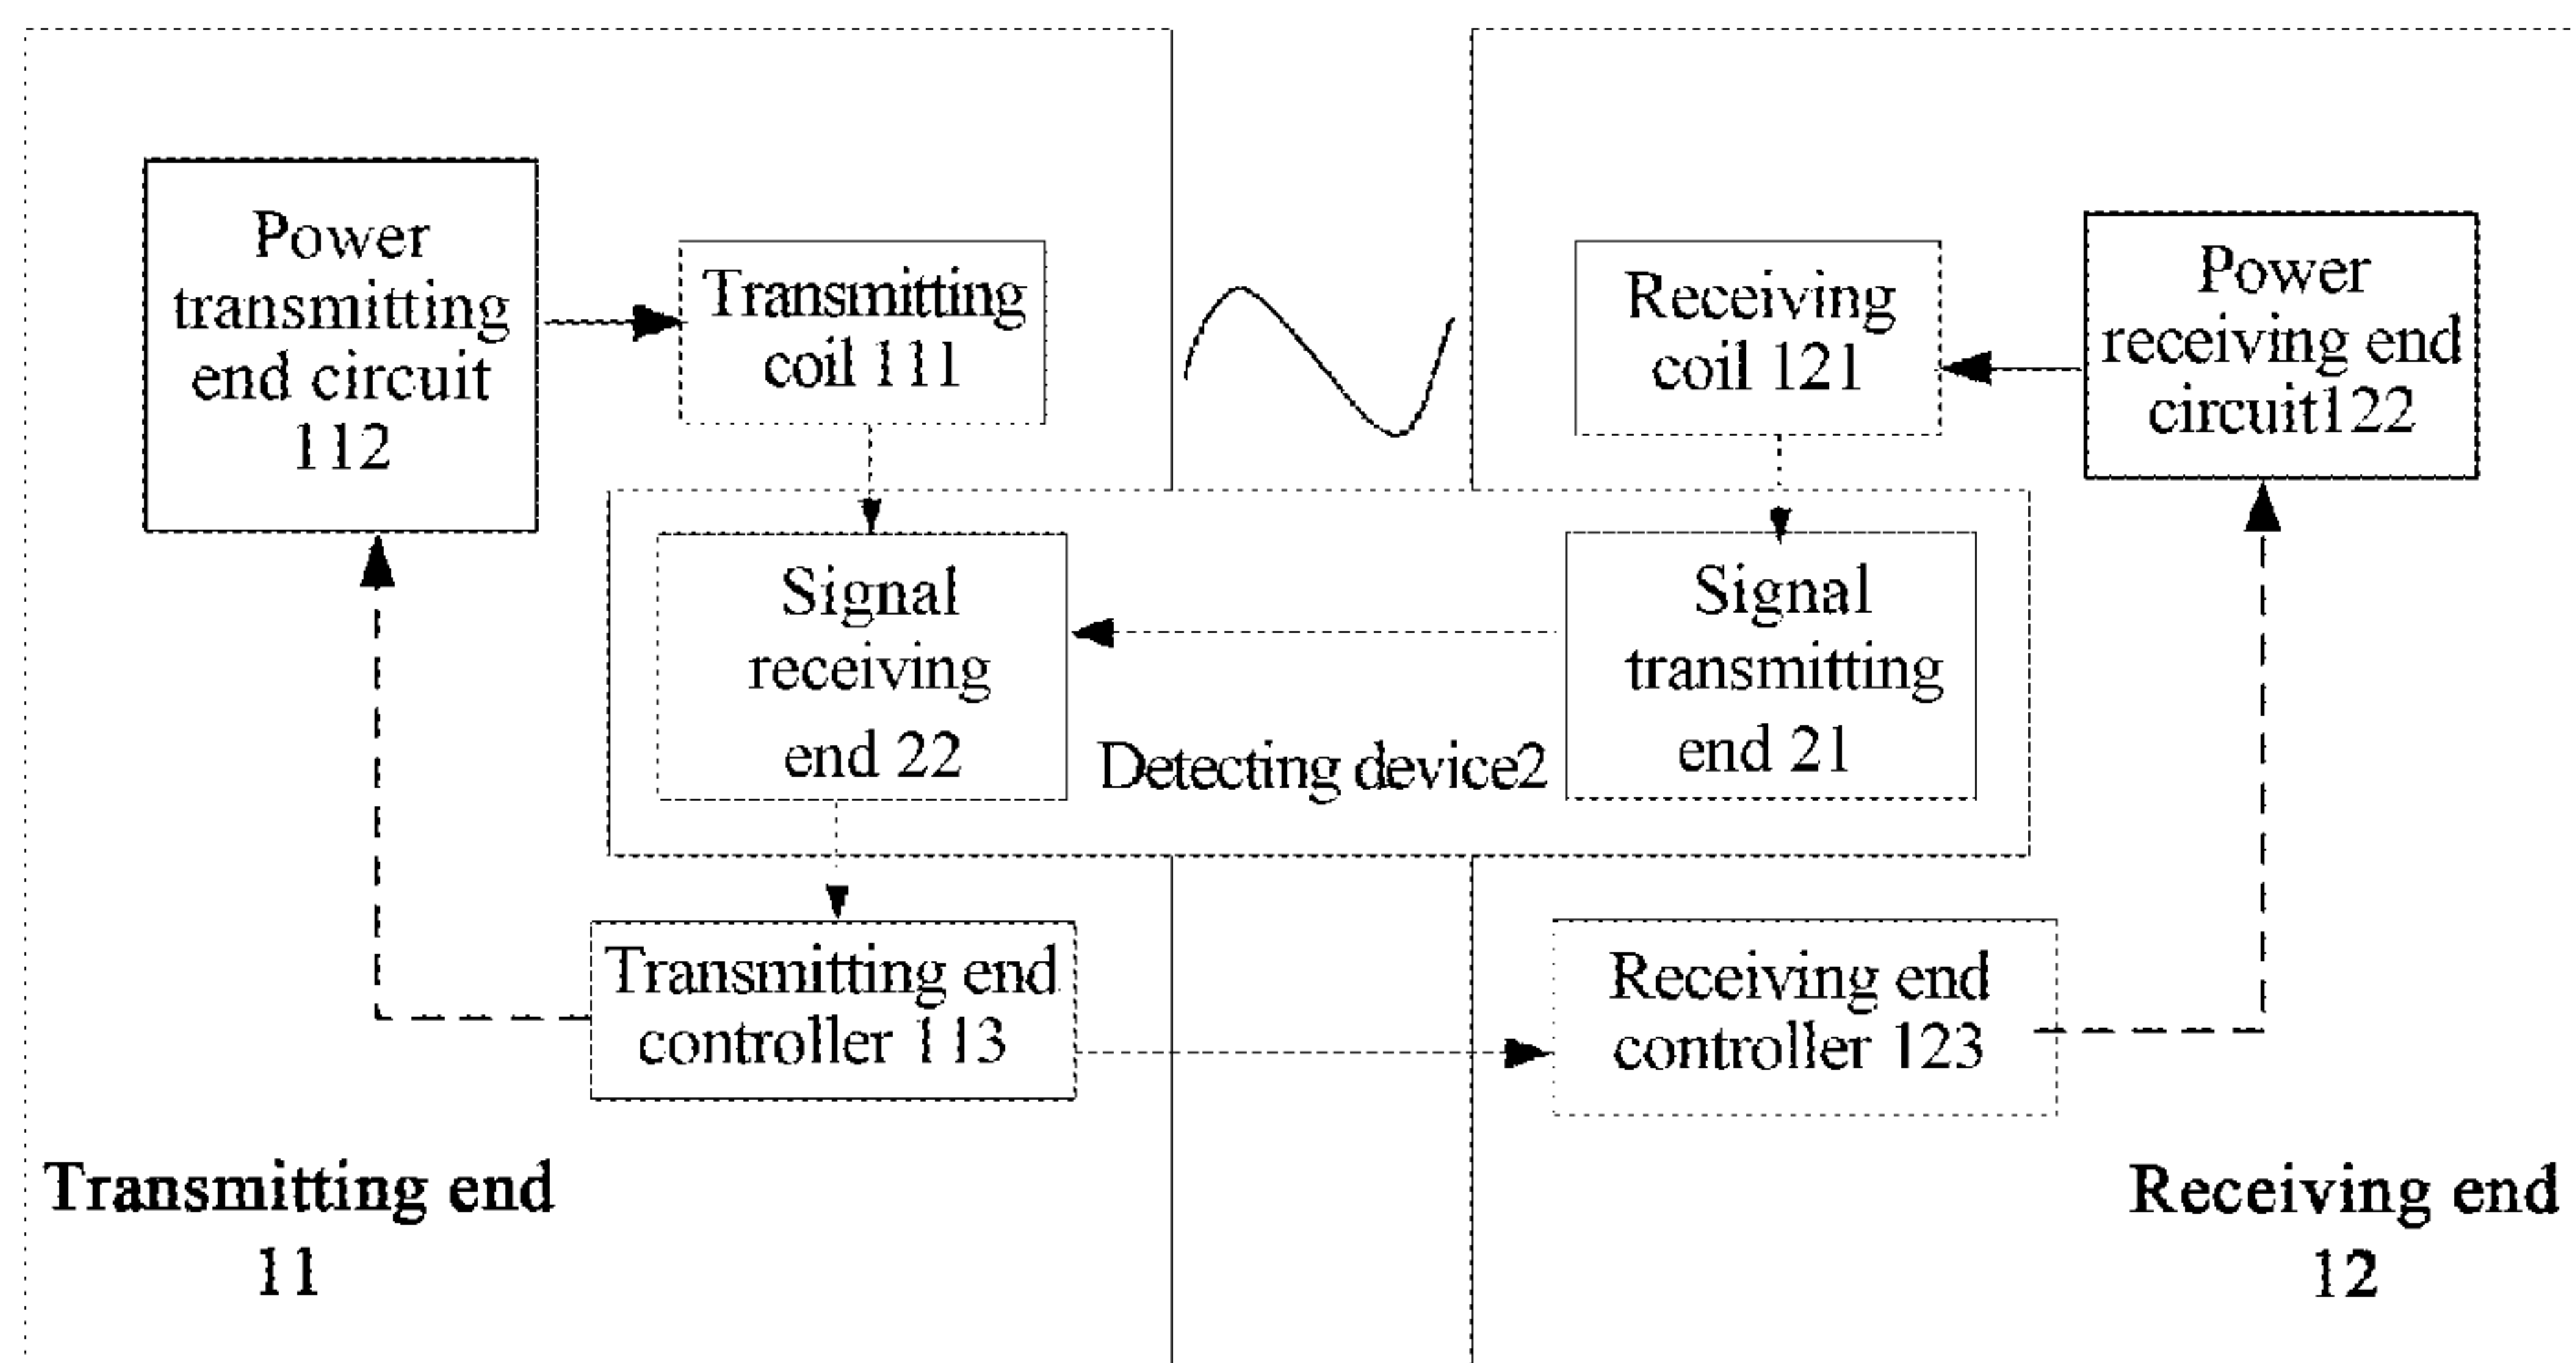 Power
transmitting
end circuit
112
Transmitting
coil 111
Receiving
coil 121
Power
receiving end
circuit122
Signal
receiving
end 22
Detecting device2
Signal
transmitting
end 21
Transmitting end
controller 113
Receiving end
controller 123
Transmitting end
11
Receiving end
12